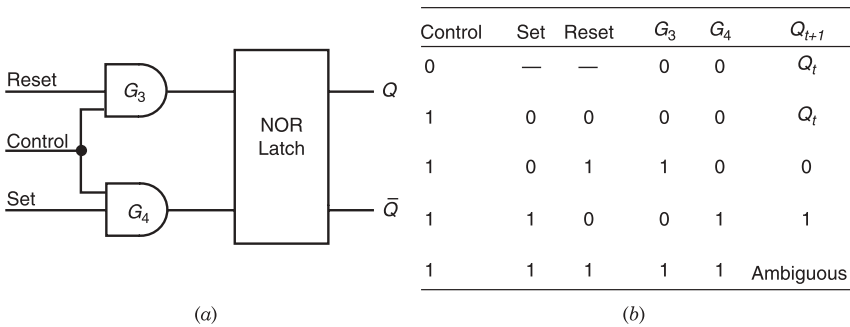 Reset
G3
Q
NOR
Latch
Control
Set
G4
Q̅
(a)
Control Set Reset G3 G4 Qt+1
0 — — 0 0 Qt
1 0 0 0 0 Qt
1 0 1 1 0 0
1 1 0 0 1 1
1 1 1 1 1 Ambiguous
(b)